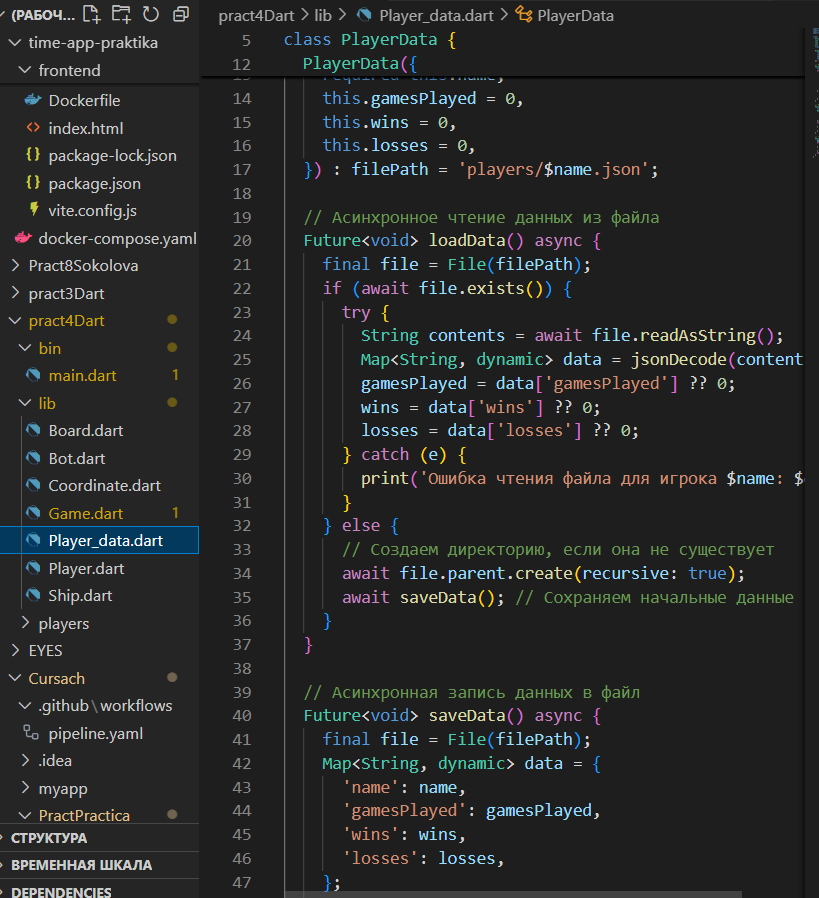 (РАБОЧ...
time-app-praktika
frontend
Dockerfile
index.html
package-lock.json
package.json
vite.config.js
docker-compose.yaml
Pract8Sokolova
pract3Dart
pract4Dart
bin
main.dart 1
lib
Board.dart
Bot.dart
Coordinate.dart
Game.dart 1
Player_data.dart
Player.dart
Ship.dart
players
EYES
Cursach
.github\workflows
pipeline.yaml
.idea
myapp
PractPractica
СТРУКТУРА
ВРЕМЕННАЯ ШКАЛА
DEPENDENCIES
pract4Dart > lib > Player_data.dart > PlayerData
5 class PlayerData {
12 PlayerData({
13 required this.name,
14 this.gamesPlayed = 0,
15 this.wins = 0,
16 this.losses = 0,
17 }) : filePath = 'players/$name.json';
18
19 // Асинхронное чтение данных из файла
20 Future<void> loadData() async {
21 final file = File(filePath);
22 if (await file.exists()) {
23 try {
24 String contents = await file.readAsString();
25 Map<String, dynamic> data = jsonDecode(content
26 gamesPlayed = data['gamesPlayed'] ?? 0;
27 wins = data['wins'] ?? 0;
28 losses = data['losses'] ?? 0;
29 } catch (e) {
30 print('Ошибка чтения файла для игрока $name: $
31 }
32 } else {
33 // Создаем директорию, если она не существует
34 await file.parent.create(recursive: true);
35 await saveData(); // Сохраняем начальные данные
36 }
37 }
38
39 // Асинхронная запись данных в файл
40 Future<void> saveData() async {
41 final file = File(filePath);
42 Map<String, dynamic> data = {
43 'name': name,
44 'gamesPlayed': gamesPlayed,
45 'wins': wins,
46 'losses': losses,
47 };